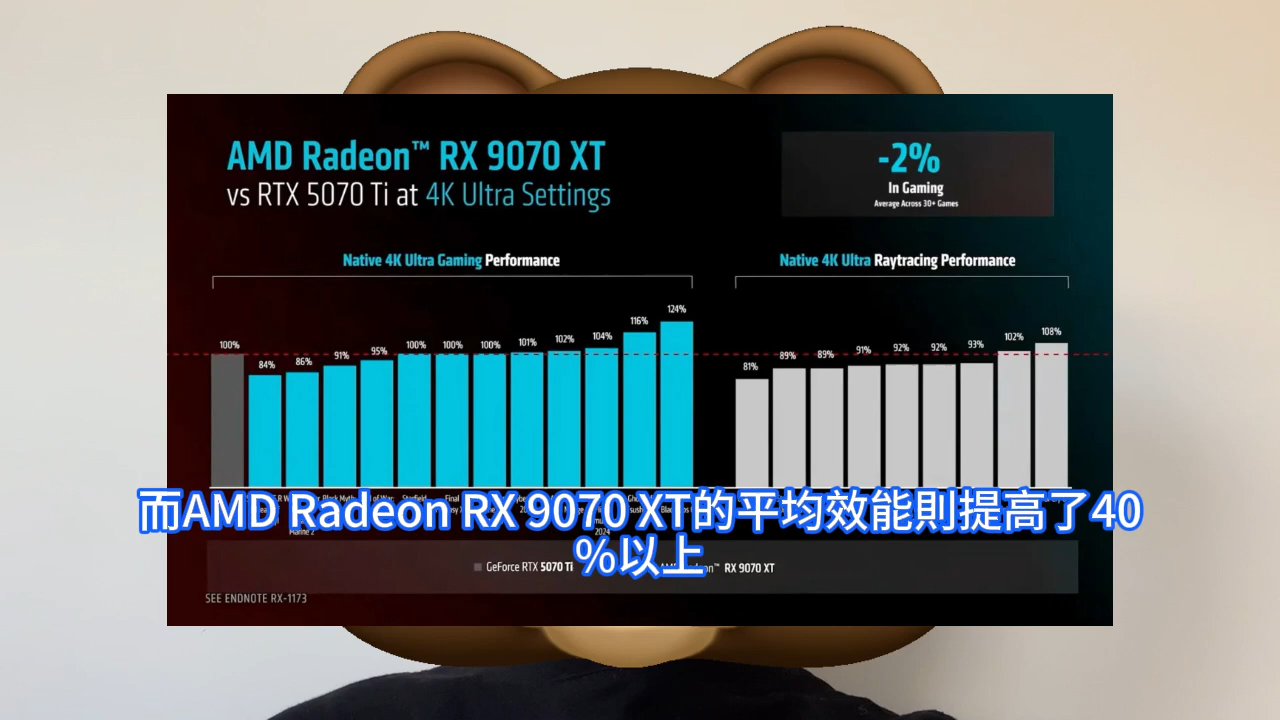 AMD Radeon™ RX 9070 XT
vs RTX 5070 Ti at 4K Ultra Settings
-2%
In Gaming
Average Across 30+ Games
Native 4K Ultra Gaming Performance
100%
84%
86%
91%
95%
100%
100%
100%
101%
102%
104%
116%
124%
Native 4K Ultra Raytracing Performance
81%
89%
89%
91%
92%
92%
93%
102%
108%
而AMD Radeon RX 9070 XT的平均效能則提高了40
%以上
GeForce RTX 5070 Ti
RX 9070 XT
SEE ENDNOTE RX-1173